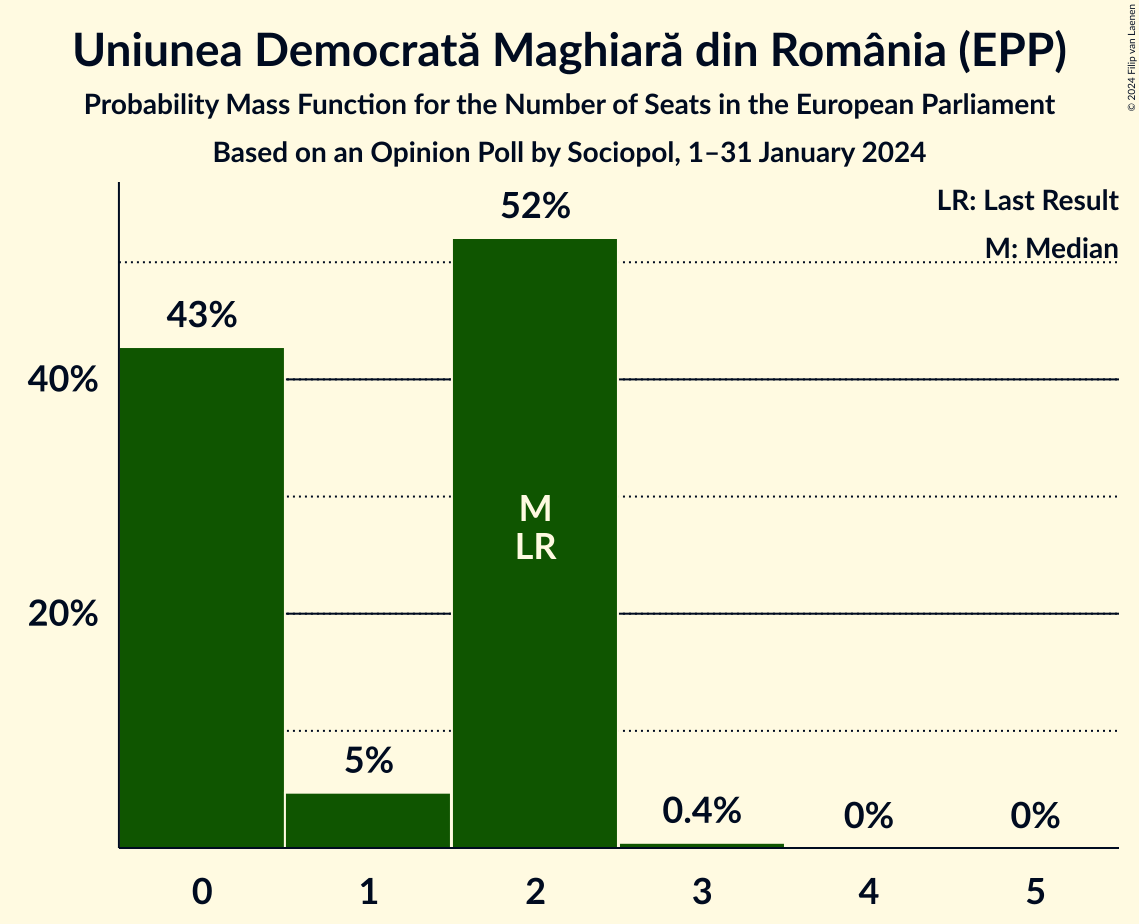 Uniunea Democrată Maghiară din România (EPP)
Probability Mass Function for the Number of Seats in the European Parliament
Based on an Opinion Poll by Sociopol, 1–31 January 2024
© 2024 Filip van Laenen
LR: Last Result
M: Median
52%
43%
40%
M
LR
20%
5%
0.4%
0%
0%
0 1 2 3 4 5